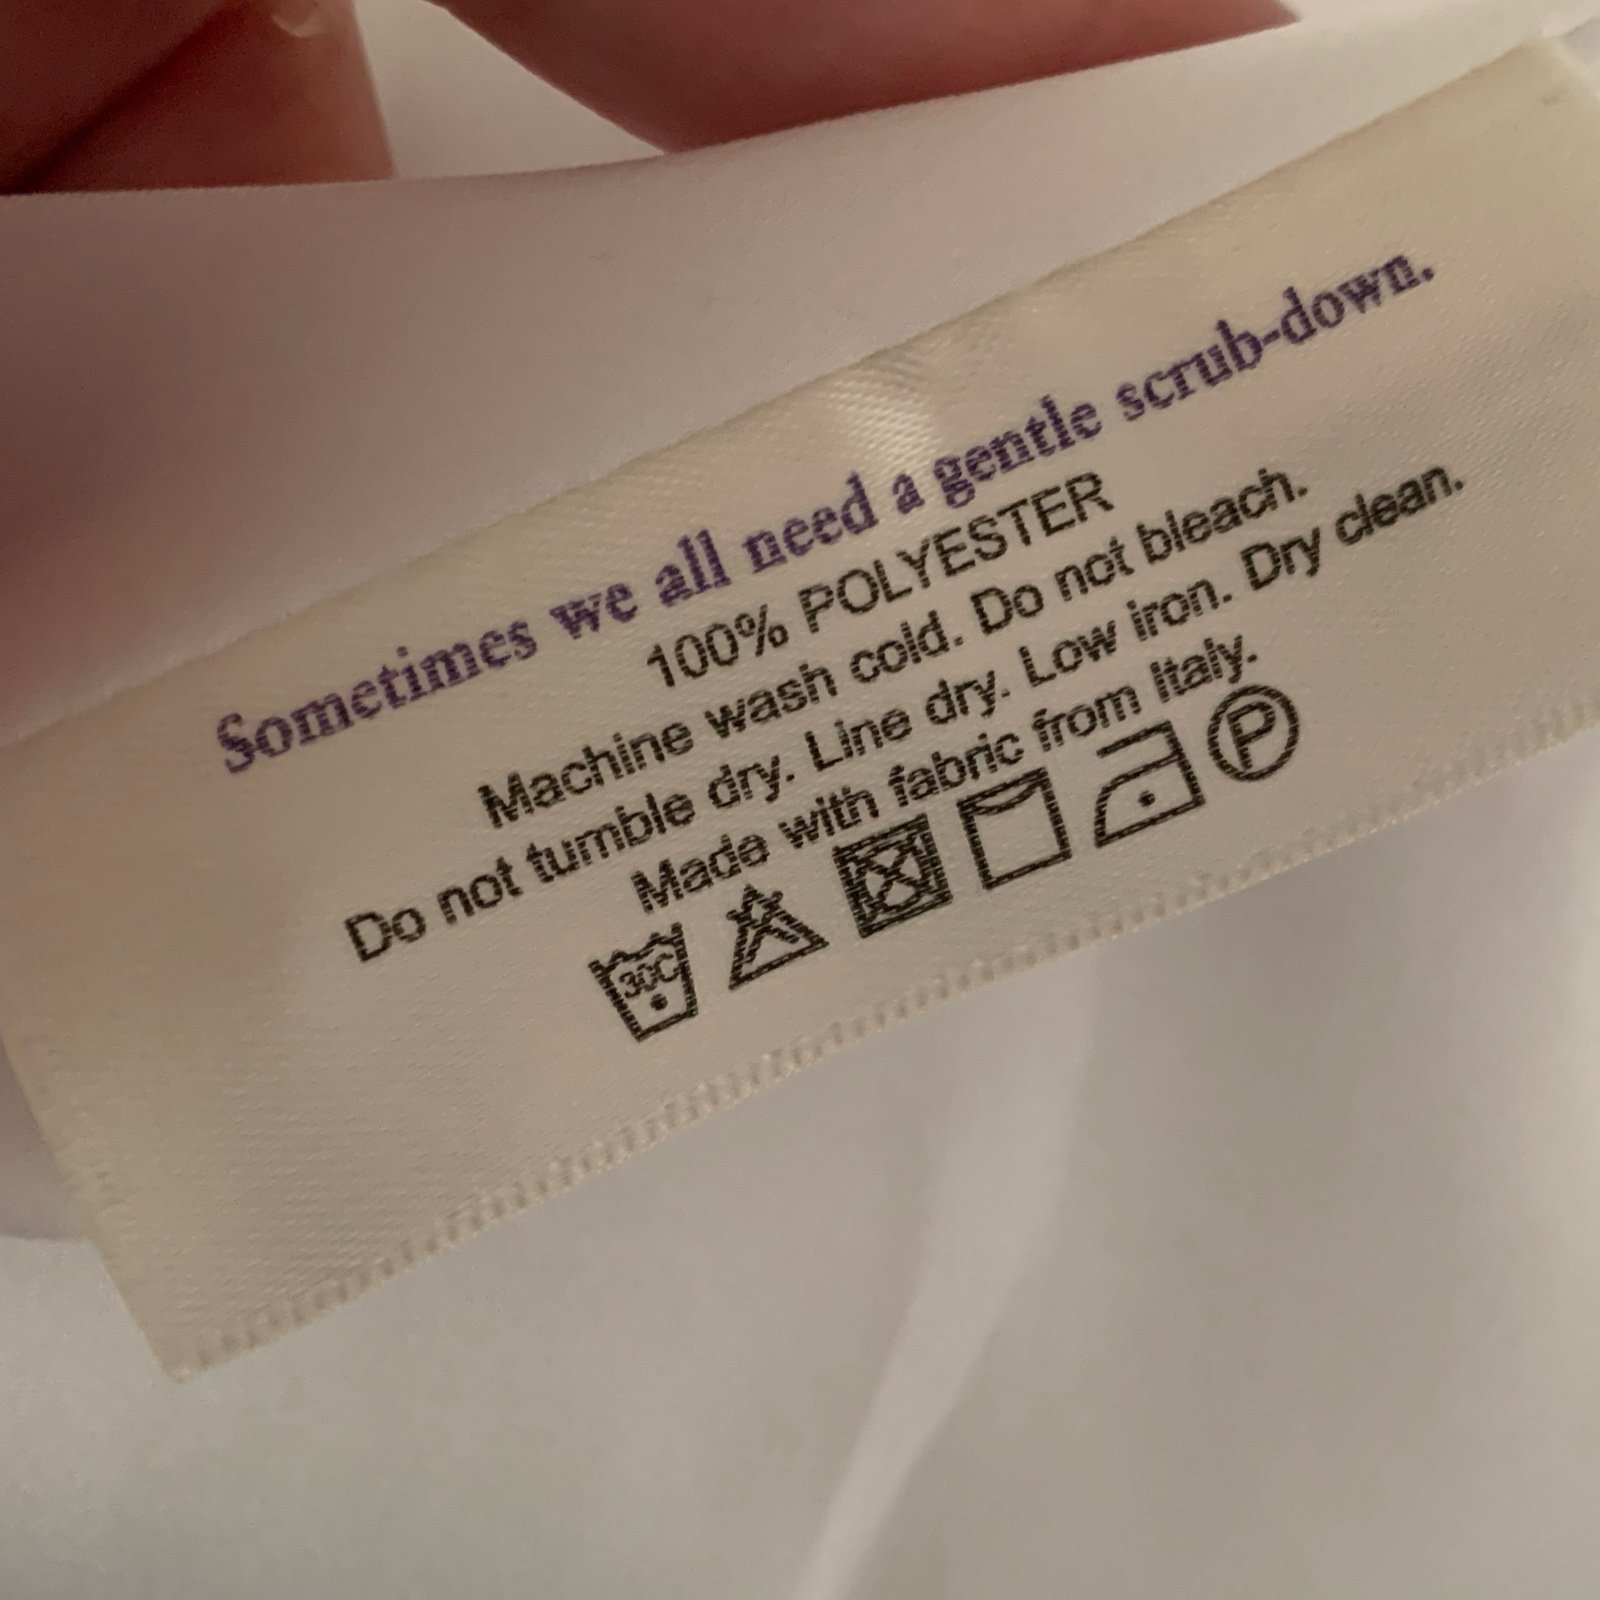 Sometimes we all need a gentle scrub-down.
100% POLYESTER
Machine wash cold. Do not bleach.
Do not tumble dry. Line dry. Low iron. Dry clean.
Made with fabric from Italy.
30C P